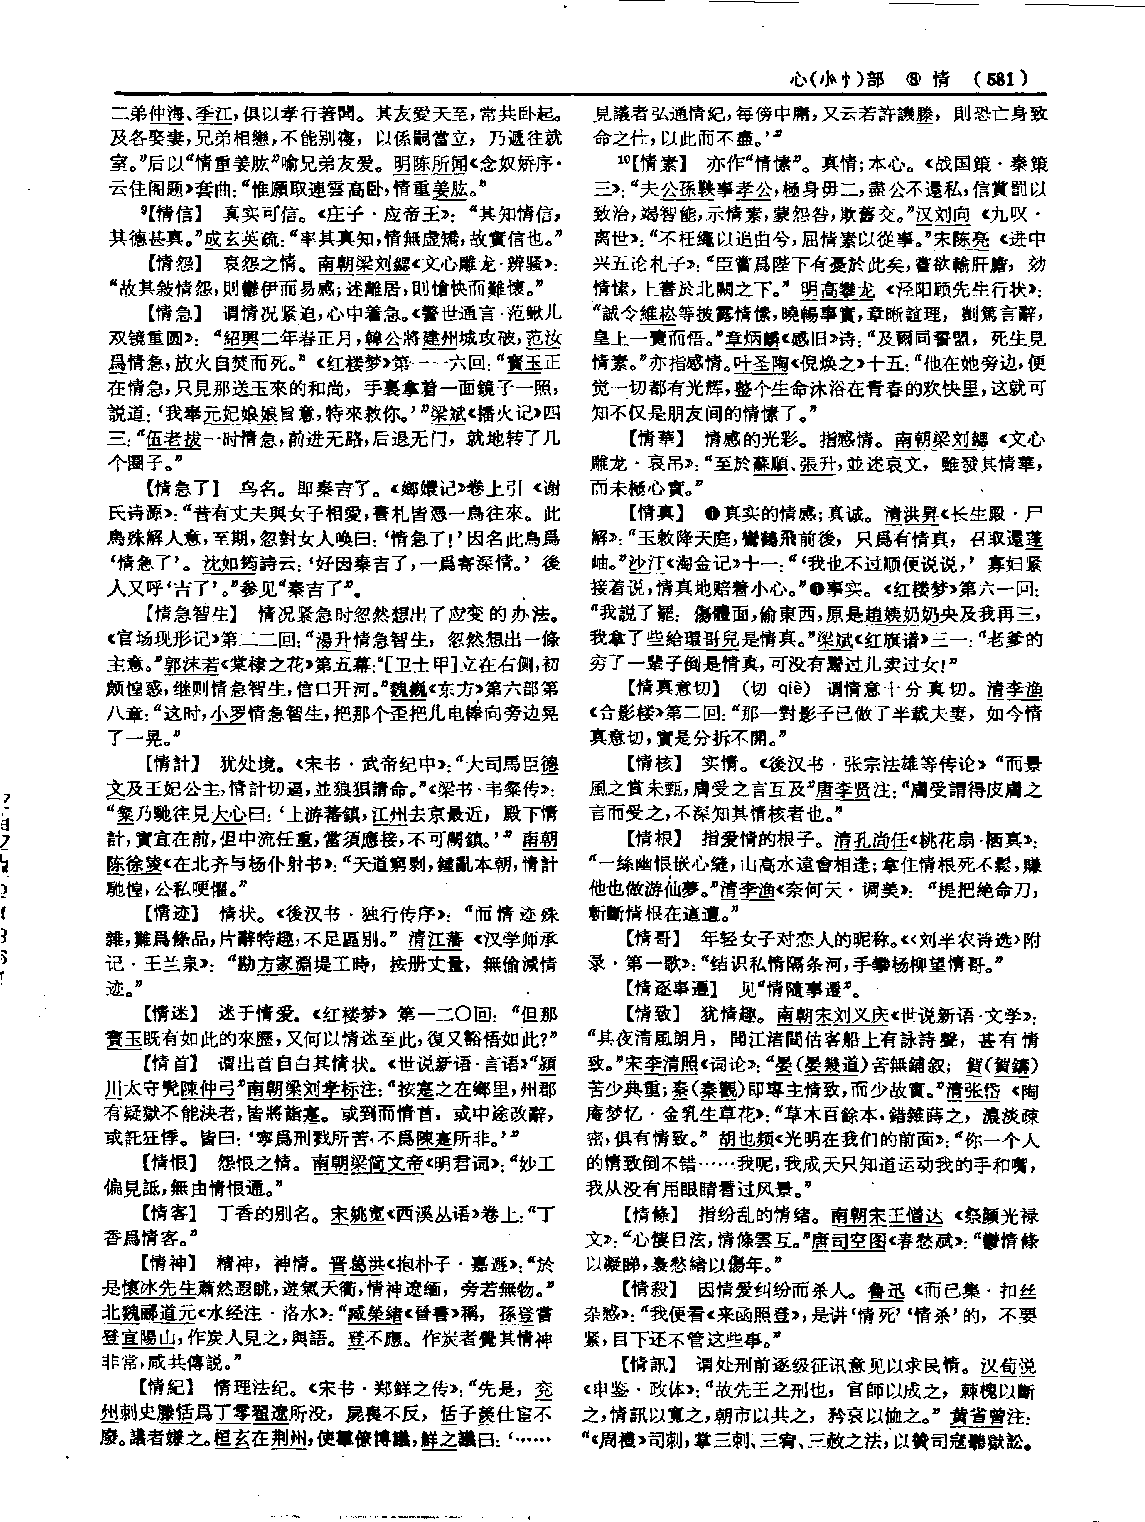 心(小忄)部 ⑧ 情 (581)
二弟仲海、季江,俱以孝行著聞。其友愛天至,常共卧起。
及各娶妻,兄弟相戀,不能别寝,以係嗣當立,乃遞往就
室。”后以“情重姜肱”喻兄弟友爱。明陈所闻《念奴娇序·
云住阁题》套曲:“惟願取連雲高卧,情重姜肱。”
9【情信】 真实可信。《庄子·应帝王》:“其知情信,
其德甚真。”成玄英疏:“率其真知,情無虚矯,故實信也。”
【情怨】 哀怨之情。南朝梁刘勰《文心雕龙·辨骚》:
“故其敍情怨,則鬱伊而易感;述離居,則愴怏而難懷。”
【情急】 谓情况紧迫,心中着急。《警世通言·范鳅儿
双镜重圆》:“紹興二年春正月,韓公將建州城攻破,范汝
爲情急,放火自焚而死。”《红楼梦》第一一六回:“寶玉正
在情急,只見那送玉來的和尚,手裏拿着一面鏡子一照,
説道:‘我奉元妃娘娘旨意,特來救你。’”梁斌《播火记》四
三:“伍老拔一时情急,前进无路,后退无门,就地转了几
个圈子。”
【情急了】 鸟名。即秦吉了。《嫏嬛记》卷上引《谢
氏诗源》:“昔有丈夫與女子相愛,書札皆憑一鳥往來。此
鳥殊解人意,至期,忽對女人唤曰:‘情急了!’因名此鳥爲
‘情急了’。沈如筠詩云:‘好因秦吉了,一爲寄深情。’後
人又呼‘吉了’。”参见“秦吉了”。
【情急智生】 情况紧急时忽然想出了应变的办法。
《官场现形记》第二二回:“湯升情急智生,忽然想出一條
主意。”郭沫若《棠棣之花》第五幕:“[卫士甲]立在右侧,初
颇惶惑,继则情急智生,信口开河。”魏巍《东方》第六部第
八章:“这时,小罗情急智生,把那个歪把儿电棒向旁边晃
了一晃。”
【情計】 犹处境。《宋书·武帝纪中》:“大司馬臣德
文及王妃公主,情計切逼,並狼狽請命。”《梁书·韦粲传》:
“粲乃馳往見大心曰:‘上游蕃鎮,江州去京最近,殿下情
計,實宜在前,但中流任重,當須應接,不可闕鎮。’”南朝
陈徐陵《在北齐与杨仆射书》:“天道窮剥,鍾亂本朝,情計
馳惶,公私哽懼。”
【情迹】 情状。《後汉书·独行传序》:“而情迹殊
雜,難爲條品,片辭特趣,不足區别。”清江藩《汉学师承
记·王兰泉》:“勘方家淵堤工時,按册丈量,無偷減情
迹。”
【情迷】 迷于情爱。《红楼梦》第一二〇回:“但那
寳玉既有如此的來歷,又何以情迷至此,復又豁悟如此?”
【情首】 谓出首自白其情状。《世说新语·言语》“潁
川太守髡陳仲弓”南朝梁刘孝标注:“按寔之在鄉里,州郡
有疑獄不能決者,皆將詣寔。或到而情首,或中途改辭,
或託狂悸。皆曰:‘寧爲刑戮所苦,不爲陳寔所非。’”
【情恨】 怨恨之情。南朝梁简文帝《明君词》:“妙工
偏見詆,無由情恨通。”
【情客】 丁香的别名。宋姚宽《西溪丛语》卷上:“丁
香爲情客。”
【情神】 精神,神情。晋葛洪《抱朴子·嘉遯》:“於
是懷冰先生蕭然遐眺,遊氣天衢,情神遼緬,旁若無物。”
北魏郦道元《水经注·洛水》:“臧榮緒《晉書》稱,孫登嘗
登宜陽山,作炭人見之,與語。登不應。作炭者覺其情神
非常,咸共傳説。”
【情紀】 情理法纪。《宋书·郑鲜之传》:“先是,兗
州刺史滕恬爲丁零翟遼所没,屍喪不反,恬子羨仕宦不
廢。議者嫌之。桓玄在荆州,使羣僚博議,鮮之議曰:‘……
見議者弘通情紀,每傍中庸,又云若許譏滕,則恐亡身致
命之仕,以此而不盡。’”
10【情素】 亦作“情愫”。真情;本心。《战国策·秦策
三》:“夫公孫鞅事孝公,極身毋二,盡公不還私,信賞罰以
致治,竭智能,示情素,蒙怨咎,欺舊交。”汉刘向《九叹·
离世》:“不枉繩以追曲兮,屈情素以從事。”宋陈亮《进中
兴五论札子》:“臣嘗爲陛下有憂於此矣,嘗欲輸肝膽,効
情愫,上書於北闕之下。”明高攀龙《泾阳顾先生行状》:
“誠令維崧等披露情愫,曉暢事實,章晰誼理,剴篤言辭,
皇上一覽而悟。”章炳麟《感旧》诗:“及爾同誓盟,死生見
情素。”亦指感情。叶圣陶《倪焕之》十五:“他在她旁边,便
觉一切都有光辉,整个生命沐浴在青春的欢快里,这就可
知不仅是朋友间的情愫了。”
【情華】 情感的光彩。指感情。南朝梁刘勰《文心
雕龙·哀吊》:“至於蘇順、張升,並述哀文,雖發其情華,
而未極心實。”
【情真】 ❶真实的情感;真诚。清洪昇《长生殿·尸
解》:“玉敕降天庭,鸞鶴飛前後,只爲有情真,召取還蓬
岫。”沙汀《淘金记》十一:“‘我也不过顺便说说,’寡妇紧
接着说,情真地赔着小心。”❷事实。《红楼梦》第六一回:
“我説了罷:傷體面,偷東西,原是趙姨奶奶央及我再三,
我拿了些給環哥兒是情真。”梁斌《红旗谱》三一:“老爹的
穷了一辈子倒是情真,可没有鬻过儿卖过女!”
【情真意切】 (切 qiè) 谓情意十分真切。清李渔
《合影楼》第二回:“那一對影子已做了半載夫妻,如今情
真意切,實是分拆不開。”
【情核】 实情。《後汉书·张宗法雄等传论》“而景
風之賞未甄,膚受之言互及”唐李贤注:“膚受謂得皮膚之
言而受之,不深知其情核者也。”
【情根】 指爱情的根子。清孔尚任《桃花扇·栖真》:
“一絲幽恨嵌心縫,山高水遠會相逢;拿住情根死不鬆,賺
他也做游仙夢。”清李渔《奈何天·调美》:“提把絶命刀,
斬斷情根在這遭。”
【情哥】 年轻女子对恋人的昵称。《〈刘半农诗选〉附
录·第一歌》:“结识私情隔条河,手攀杨柳望情哥。”
【情逐事遷】 见“情隨事遷”。
【情致】 犹情趣。南朝宋刘义庆《世说新语·文学》:
“其夜清風朗月,聞江渚間估客船上有詠詩聲,甚有情
致。”宋李清照《词论》:“晏(晏幾道)苦無鋪叙;賀(賀鑄)
苦少典重;秦(秦觀)即專主情致,而少故實。”清张岱《陶
庵梦忆·金乳生草花》:“草木百餘本,錯雜蒔之,濃淡疎
密,俱有情致。”胡也频《光明在我们的前面》:“你一个人
的情致倒不错……我呢,我成天只知道运动我的手和嘴,
我从没有用眼睛看过风景。”
【情條】 指纷乱的情绪。南朝宋王僧达《祭颜光禄
文》:“心悽目泫,情條雲互。”唐司空图《春愁赋》:“鬱情條
以凝睇,裊愁緒以傷年。”
【情殺】 因情爱纠纷而杀人。鲁迅《而已集·扣丝
杂感》:“我便看《来函照登》,是讲‘情死’‘情杀’的,不要
紧,目下还不管这些事。”
【情訊】 谓处刑前逐级征讯意见以求民情。汉荀悦
《申鉴·政体》:“故先王之刑也,官師以成之,棘槐以斷
之,情訊以寬之,朝市以共之,矜哀以恤之。”黄省曾注:
“《周禮》司刺,掌三刺、三宥、三赦之法,以贊司寇聽獄訟。